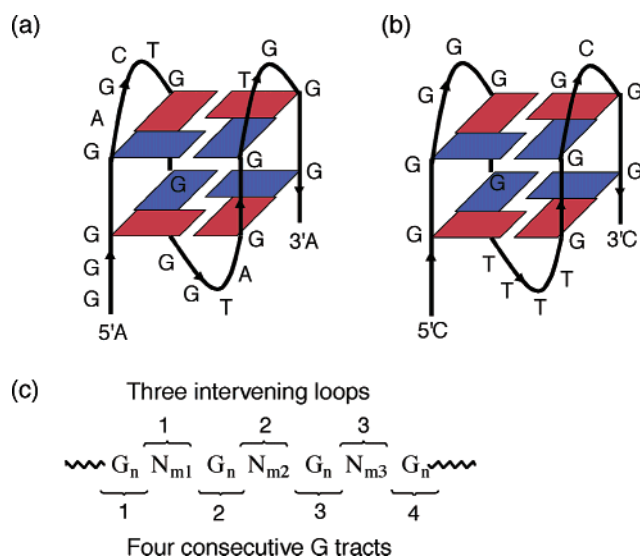 (a)
C T G
G G T G
A
G G
G G
G G
G G A
3'A
G G T
5'A
(b)
G C
G G G G
G G
G G
G G
3'C
T T T T
5'C
(c)
Three intervening loops
1 2 3
Gn Nm1 Gn Nm2 Gn Nm3 Gn
1 2 3 4
Four consecutive G tracts